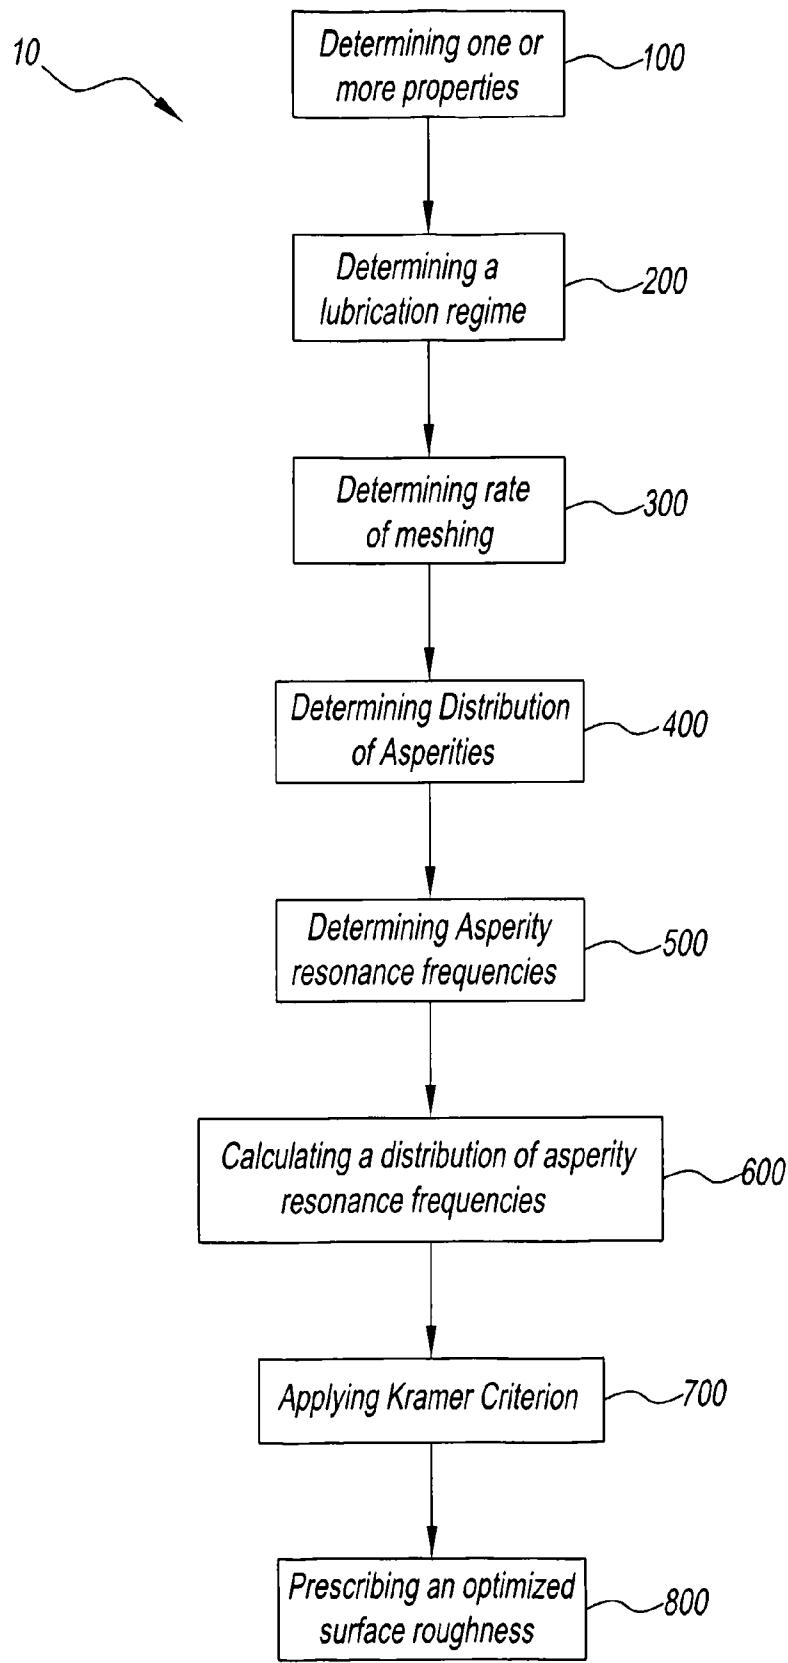 10
Determining one or
more properties
100
Determining a
lubrication regime
200
Determining rate
of meshing
300
Determining Distribution
of Asperities
400
Determining Asperity
resonance frequencies
500
Calculating a distribution of asperity
resonance frequencies
600
Applying Kramer Criterion
700
Prescribing an optimized
surface roughness
800